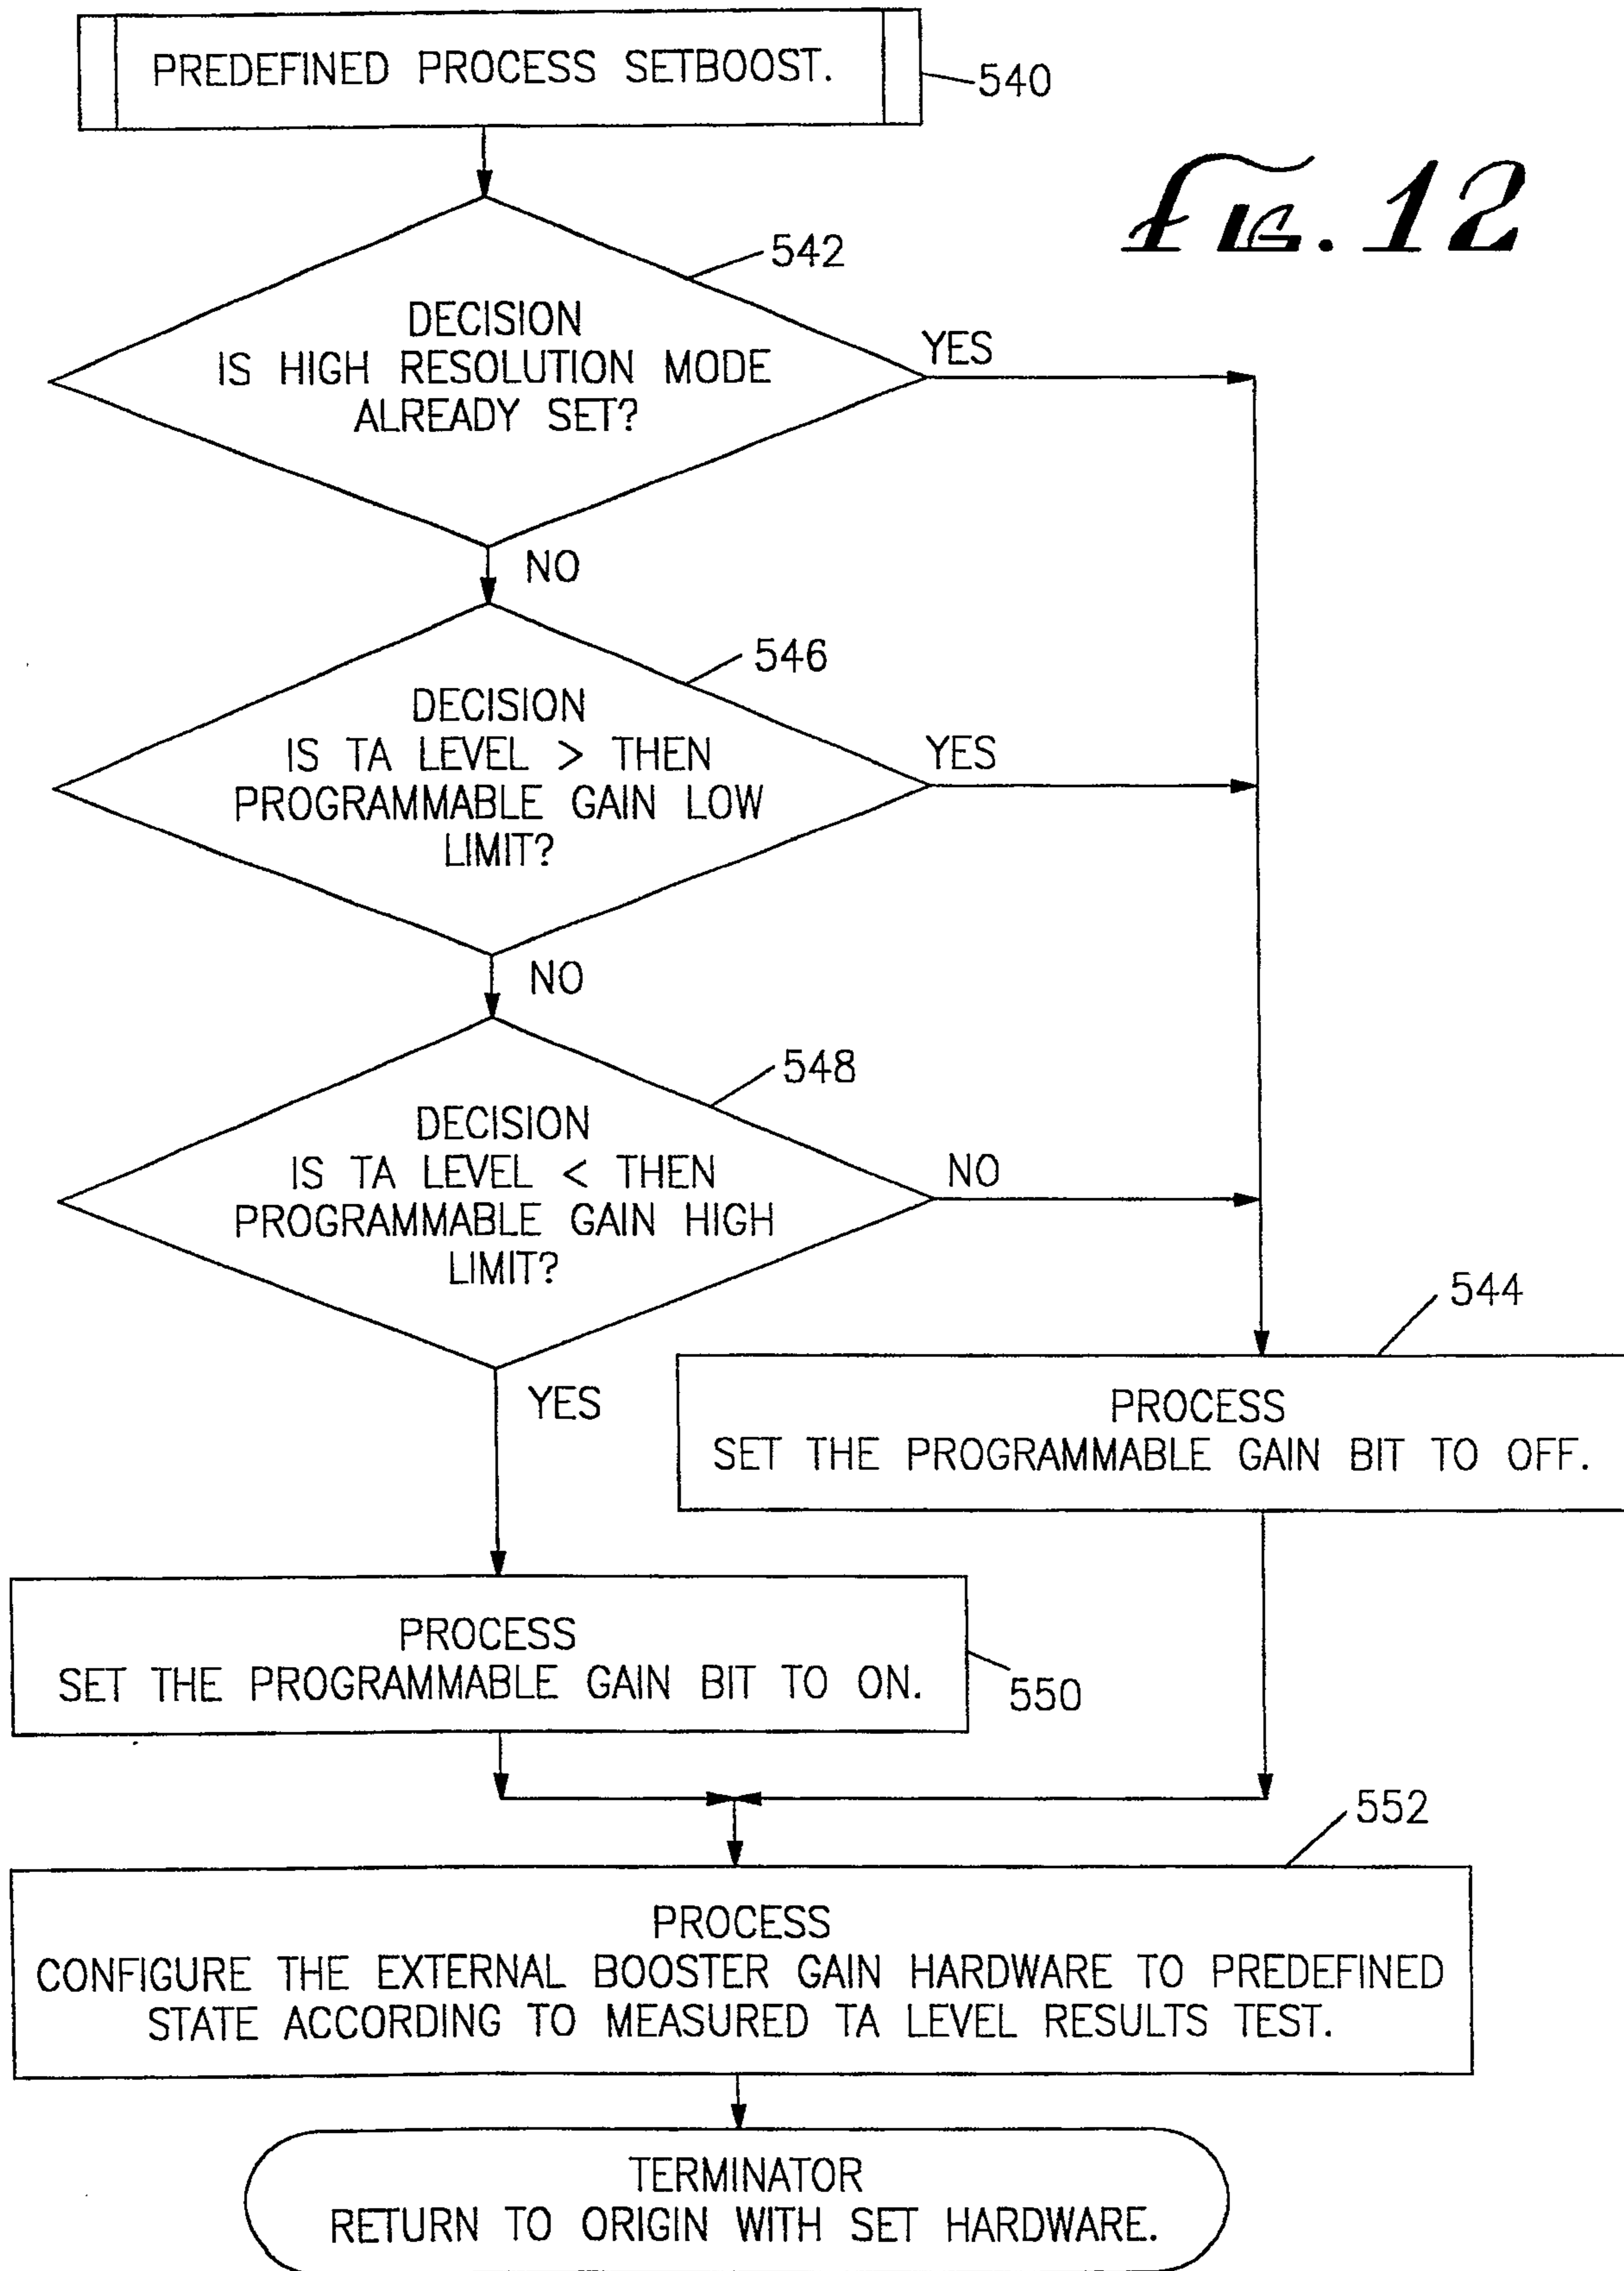 PREDEFINED PROCESS SETBOOST.
540
FIG. 12
542
DECISION
IS HIGH RESOLUTION MODE
ALREADY SET?
YES
NO
546
DECISION
IS TA LEVEL > THEN
PROGRAMMABLE GAIN LOW
LIMIT?
YES
NO
548
DECISION
IS TA LEVEL < THEN
PROGRAMMABLE GAIN HIGH
LIMIT?
NO
YES
544
PROCESS
SET THE PROGRAMMABLE GAIN BIT TO OFF.
PROCESS
SET THE PROGRAMMABLE GAIN BIT TO ON.
550
552
PROCESS
CONFIGURE THE EXTERNAL BOOSTER GAIN HARDWARE TO PREDEFINED
STATE ACCORDING TO MEASURED TA LEVEL RESULTS TEST.
TERMINATOR
RETURN TO ORIGIN WITH SET HARDWARE.